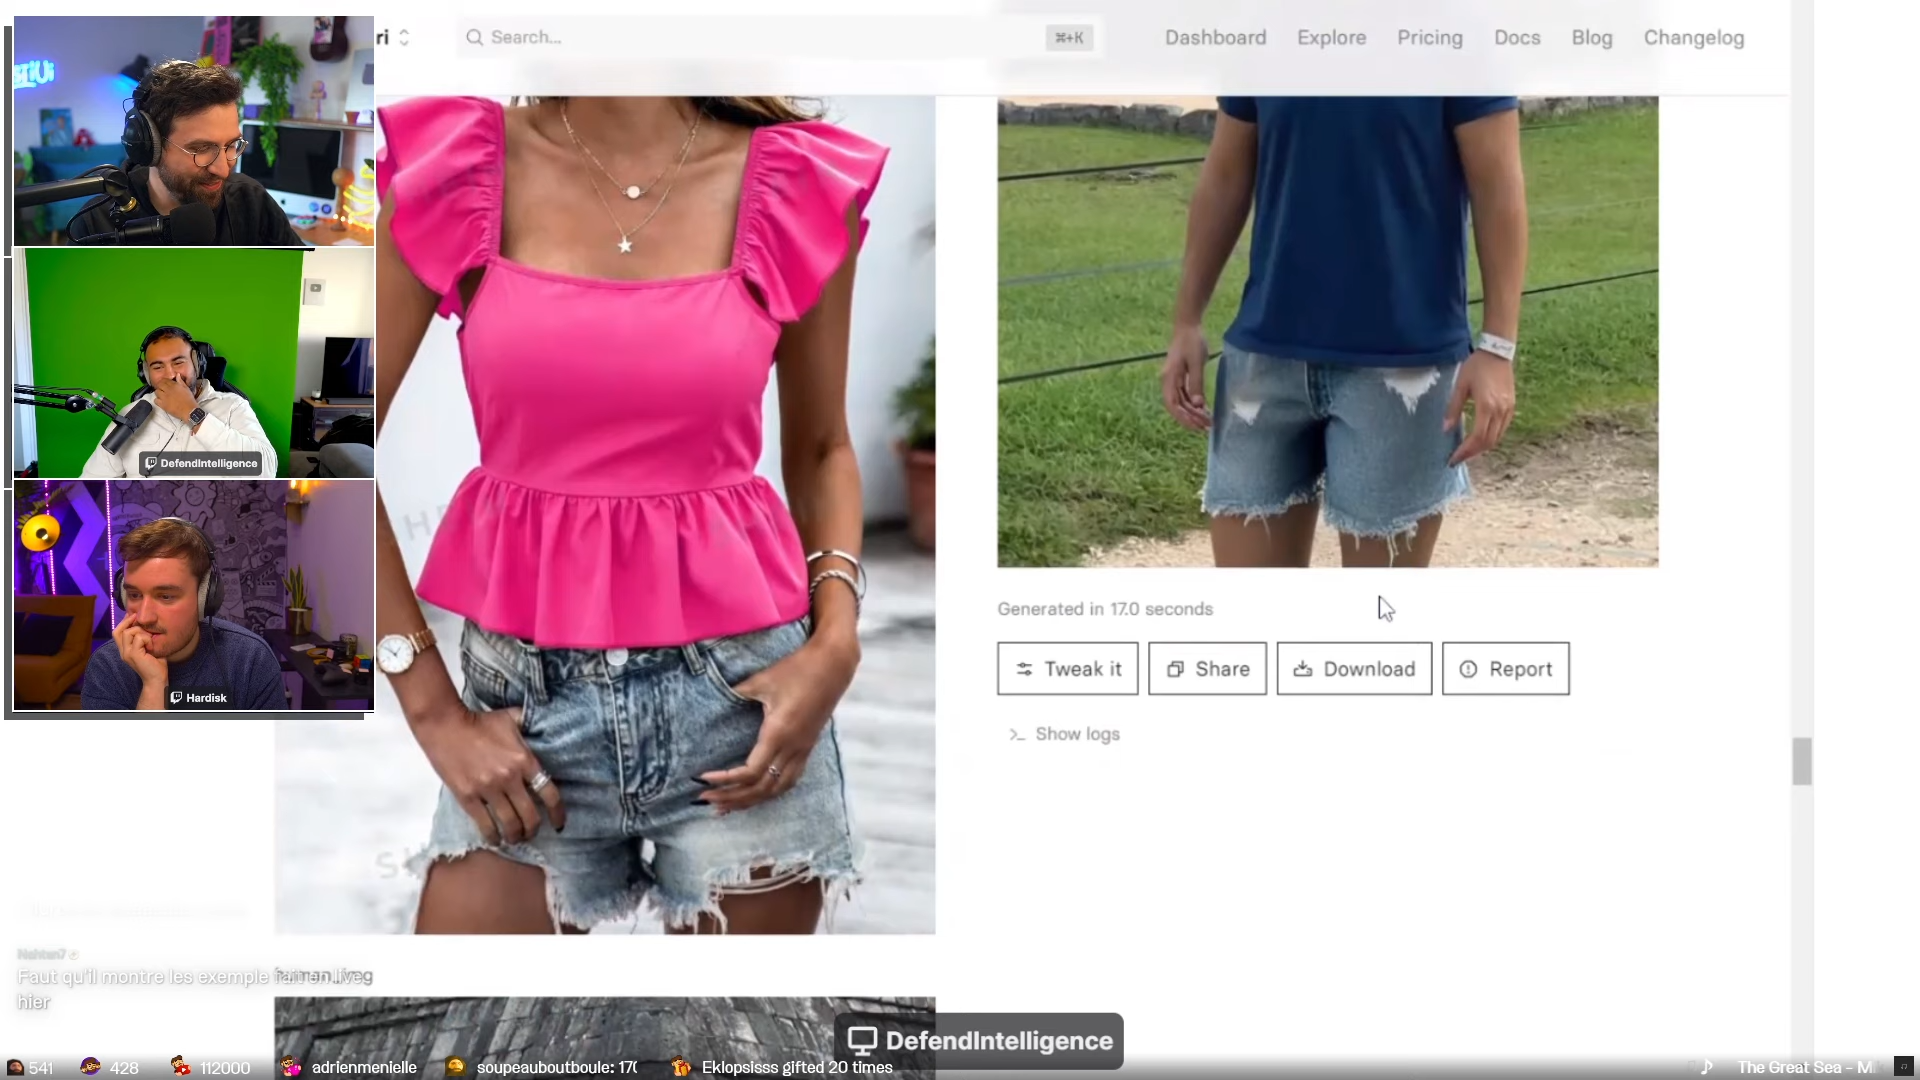 ri
Search...
⌘+K
Dashboard
Explore
Pricing
Docs
Blog
Changelog
DefendIntelligence
Hardisk
Generated in 17.0 seconds
Tweak it
Share
Download
Report
>_ Show logs
Nehten7
Faut qu'il montre les exemple
hier
DefendIntelligence
541
428
112000
adrienmenielle
soupeauboutboule: 170
Eklopsisss gifted 20 times
The Great Sea - M